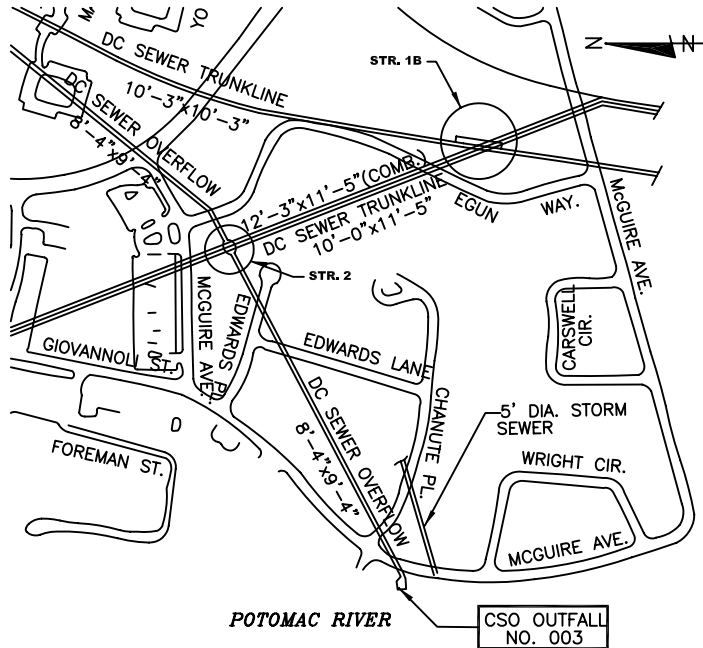 MA
YO
DC SEWER TRUNKLINE
10'-3"x10'-3"
STR. 1B
N
DC SEWER OVERFLOW
8'-4"x9'-4"
12'-3"x11'-5"(COMB.)
DC SEWER TRUNKLINE
10'-0"x11'-5"
EGUN WAY.
McGUIRE AVE.
STR. 2
MCGUIRE AVE.
EDWARDS PL.
GIOVANNOLI ST.
EDWARDS LANE
CARSWELL
CIR.
DC SEWER OVERFLOW
8'-4"x9'-4"
CHANUTE PL.
5' DIA. STORM
SEWER
FOREMAN ST.
WRIGHT CIR.
MCGUIRE AVE.
POTOMAC RIVER
CSO OUTFALL
NO. 003